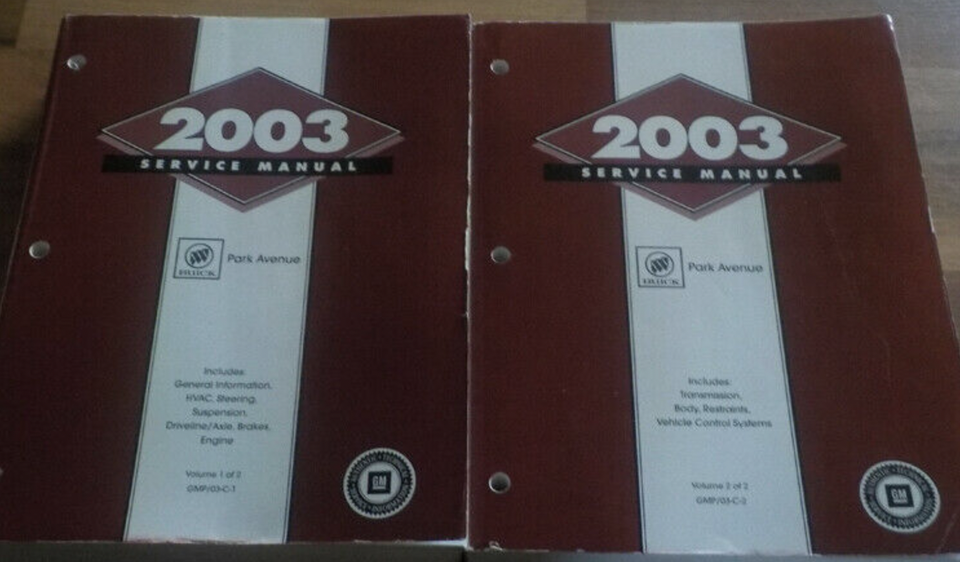 2003
SERVICE MANUAL
BUICK
Park Avenue
Includes:
General Information,
HVAC, Steering,
Suspension,
Driveline/Axle, Brakes,
Engine
Volume 1 of 2
GMP/03-C-1
GM
2003
SERVICE MANUAL
BUICK
Park Avenue
Includes:
Transmission,
Body, Restraints,
Vehicle Control Systems
Volume 2 of 2
GMP/03-C-2
GM